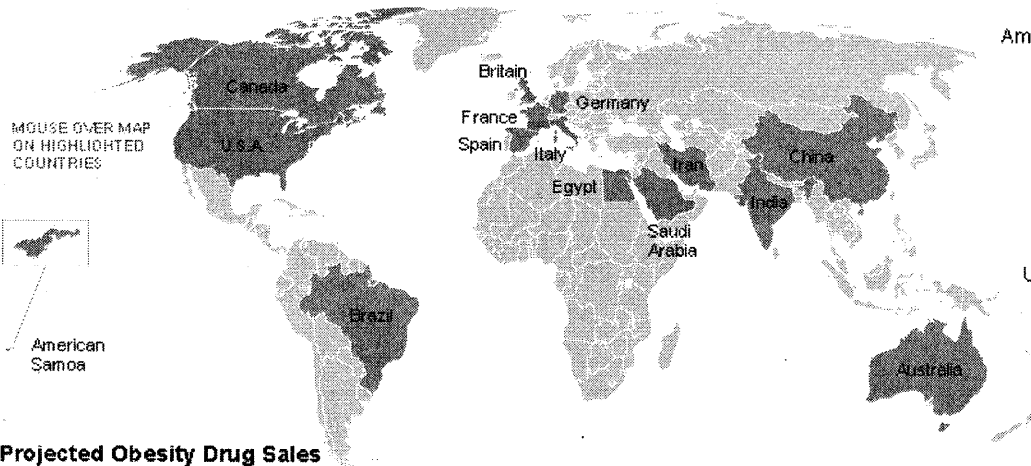 Am
Britain
Canada
Germany
MOUSE OVER MAP
ON HIGHLIGHTED
COUNTRIES
France
U.S.A.
Spain
Italy
Iran
China
Egypt
India
Saudi
Arabia
U
Brazil
American
Samoa
Australia
Projected Obesity Drug Sales